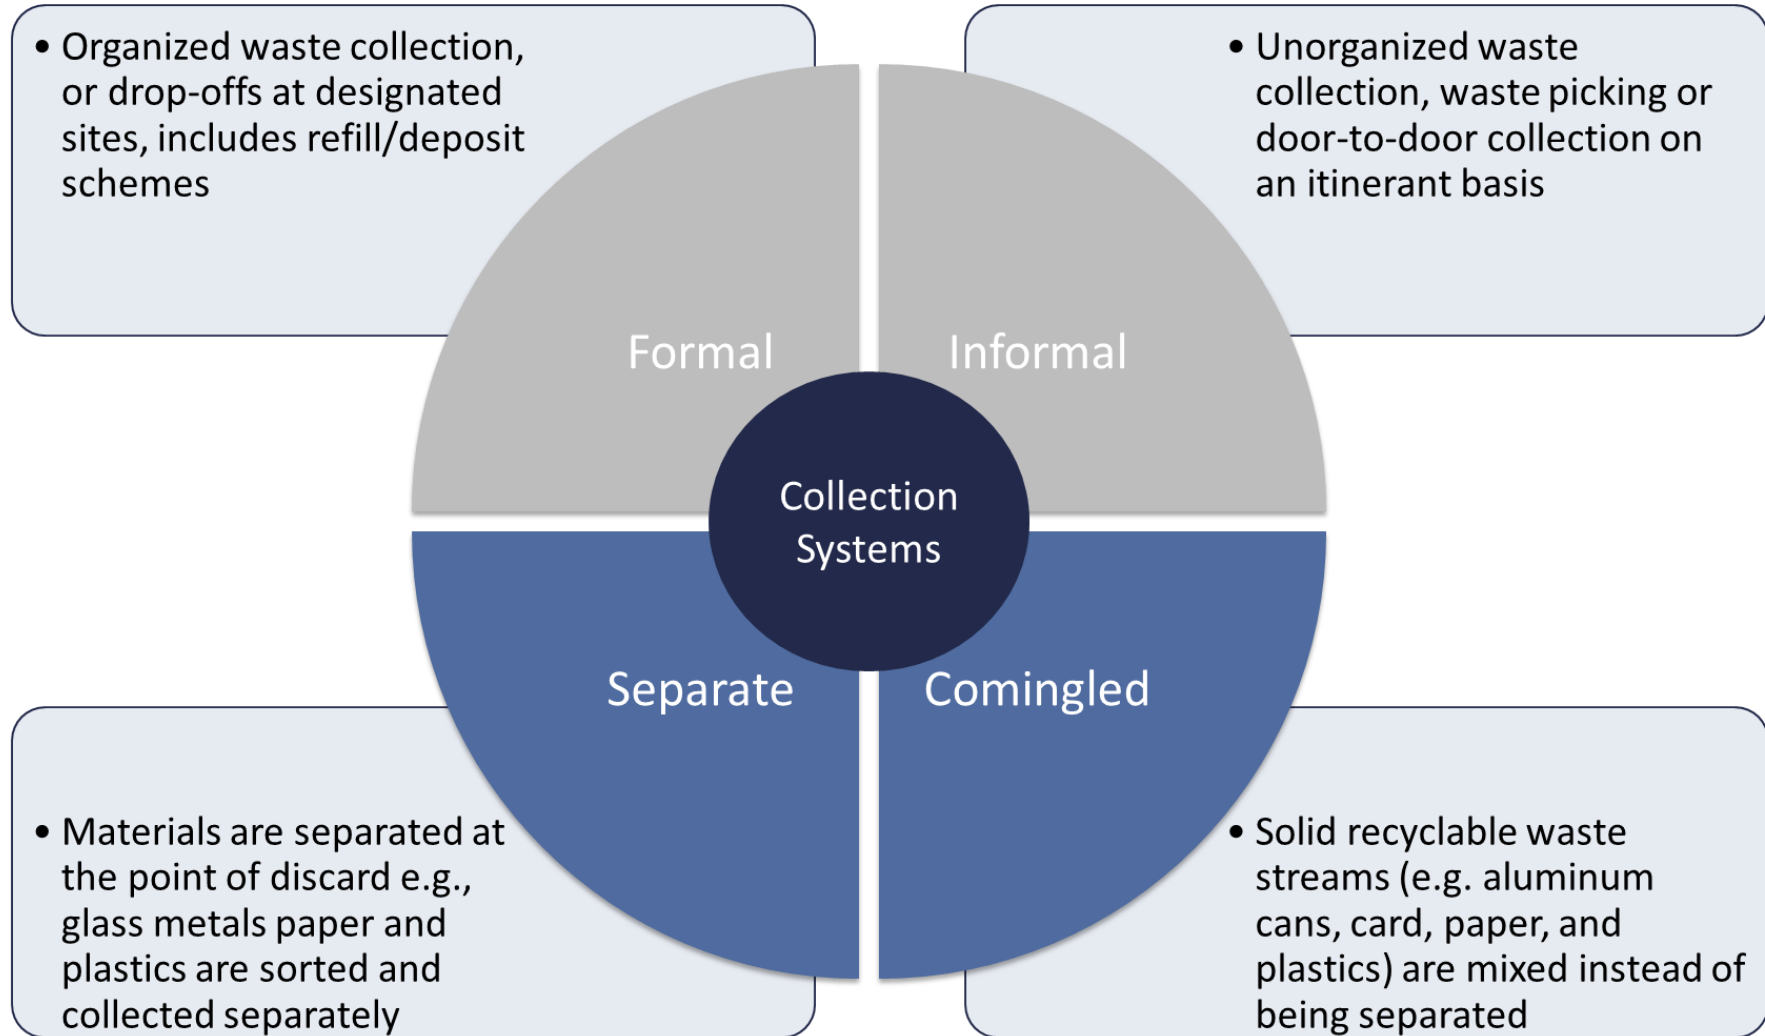 • Organized waste collection,
or drop-offs at designated
sites, includes refill/deposit
schemes
• Unorganized waste
collection, waste picking or
door-to-door collection on
an itinerant basis
Formal
Informal
Collection
Systems
Separate
Comingled
• Materials are separated at
the point of discard e.g.,
glass metals paper and
plastics are sorted and
collected separately
• Solid recyclable waste
streams (e.g. aluminum
cans, card, paper, and
plastics) are mixed instead of
being separated